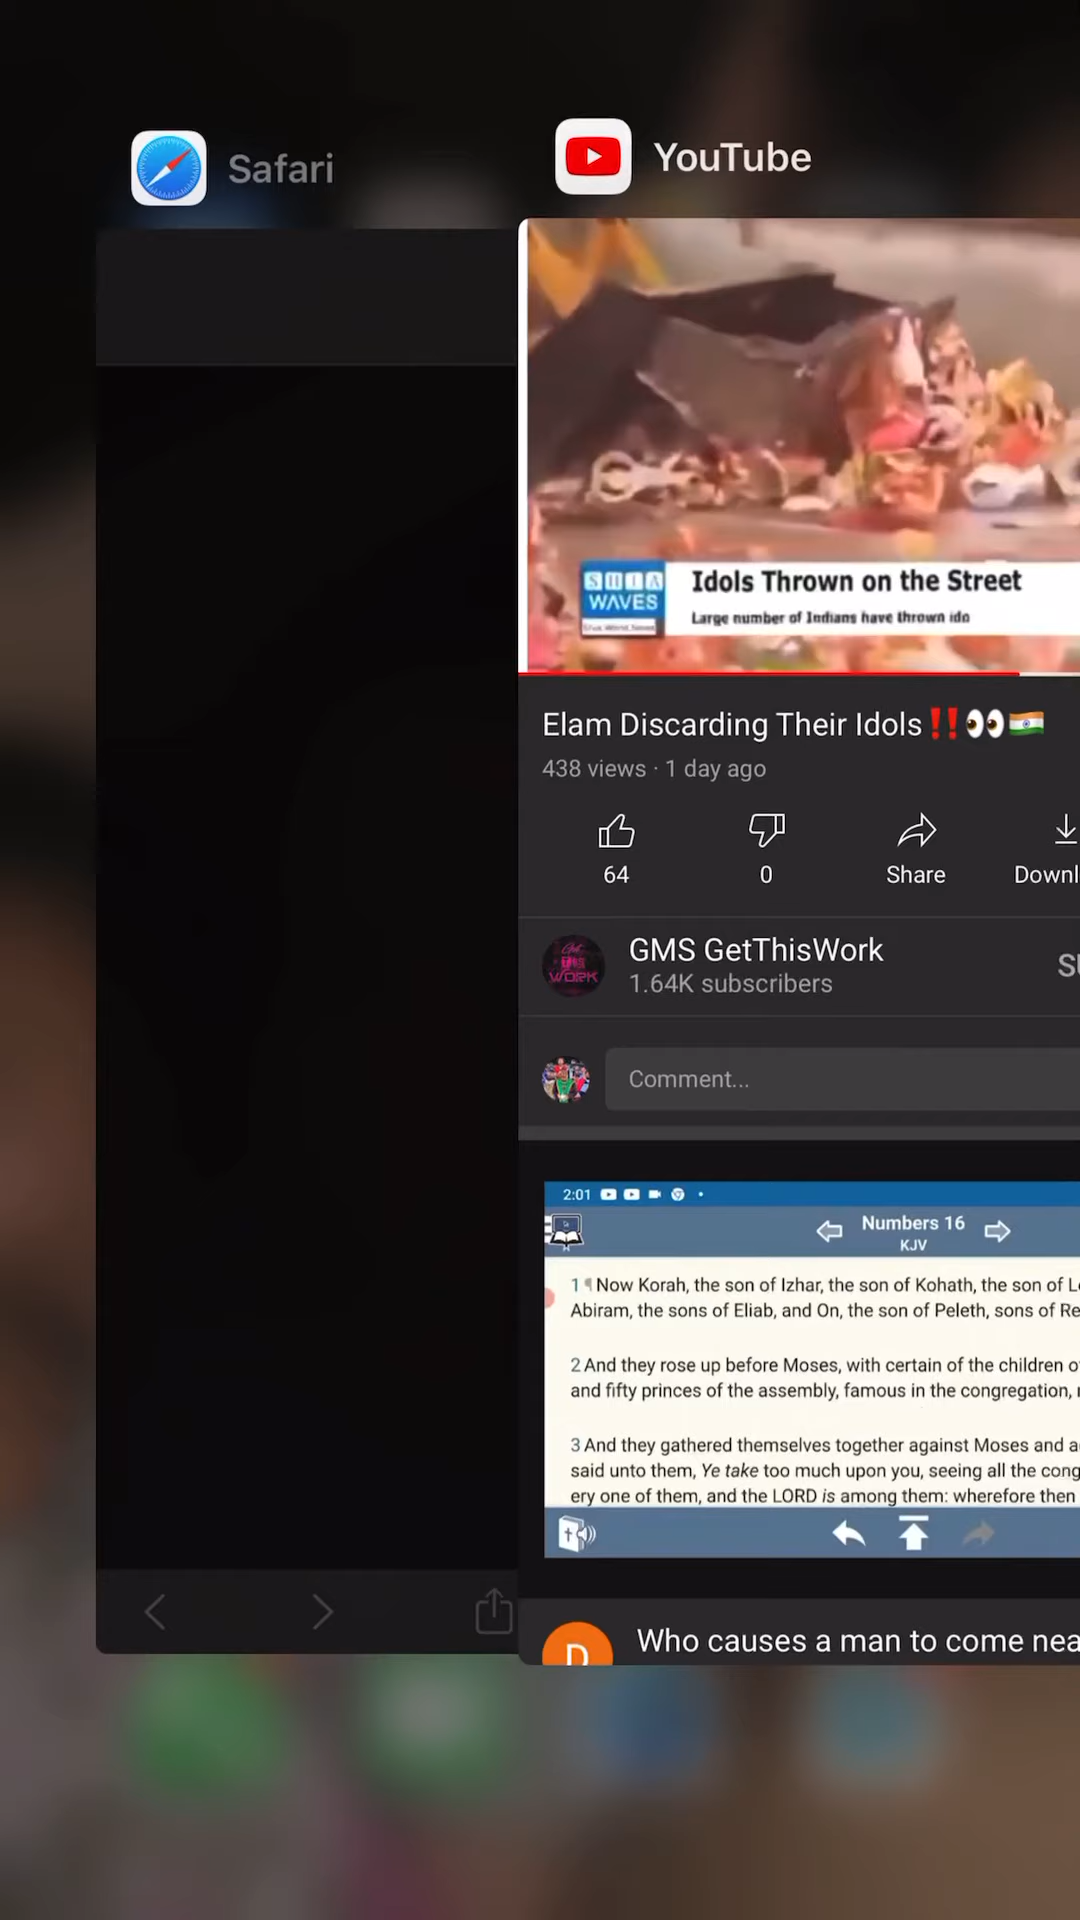 Safari
YouTube
SHIA
WAVES
Idols Thrown on the Street
Large number of Indians have thrown ido
Elam Discarding Their Idols‼️👀🇮🇳
438 views · 1 day ago
64
0
Share
Downl
GMS GetThisWork
1.64K subscribers
SU
Get
THIS
WORK
Comment...
2:01
Numbers 16
KJV
1 ¶ Now Korah, the son of Izhar, the son of Kohath, the son of L
Abiram, the sons of Eliab, and On, the son of Peleth, sons of Re
2 And they rose up before Moses, with certain of the children o
and fifty princes of the assembly, famous in the congregation,
3 And they gathered themselves together against Moses and a
said unto them, Ye take too much upon you, seeing all the cong
ery one of them, and the LORD is among them: wherefore then
D
Who causes a man to come nea